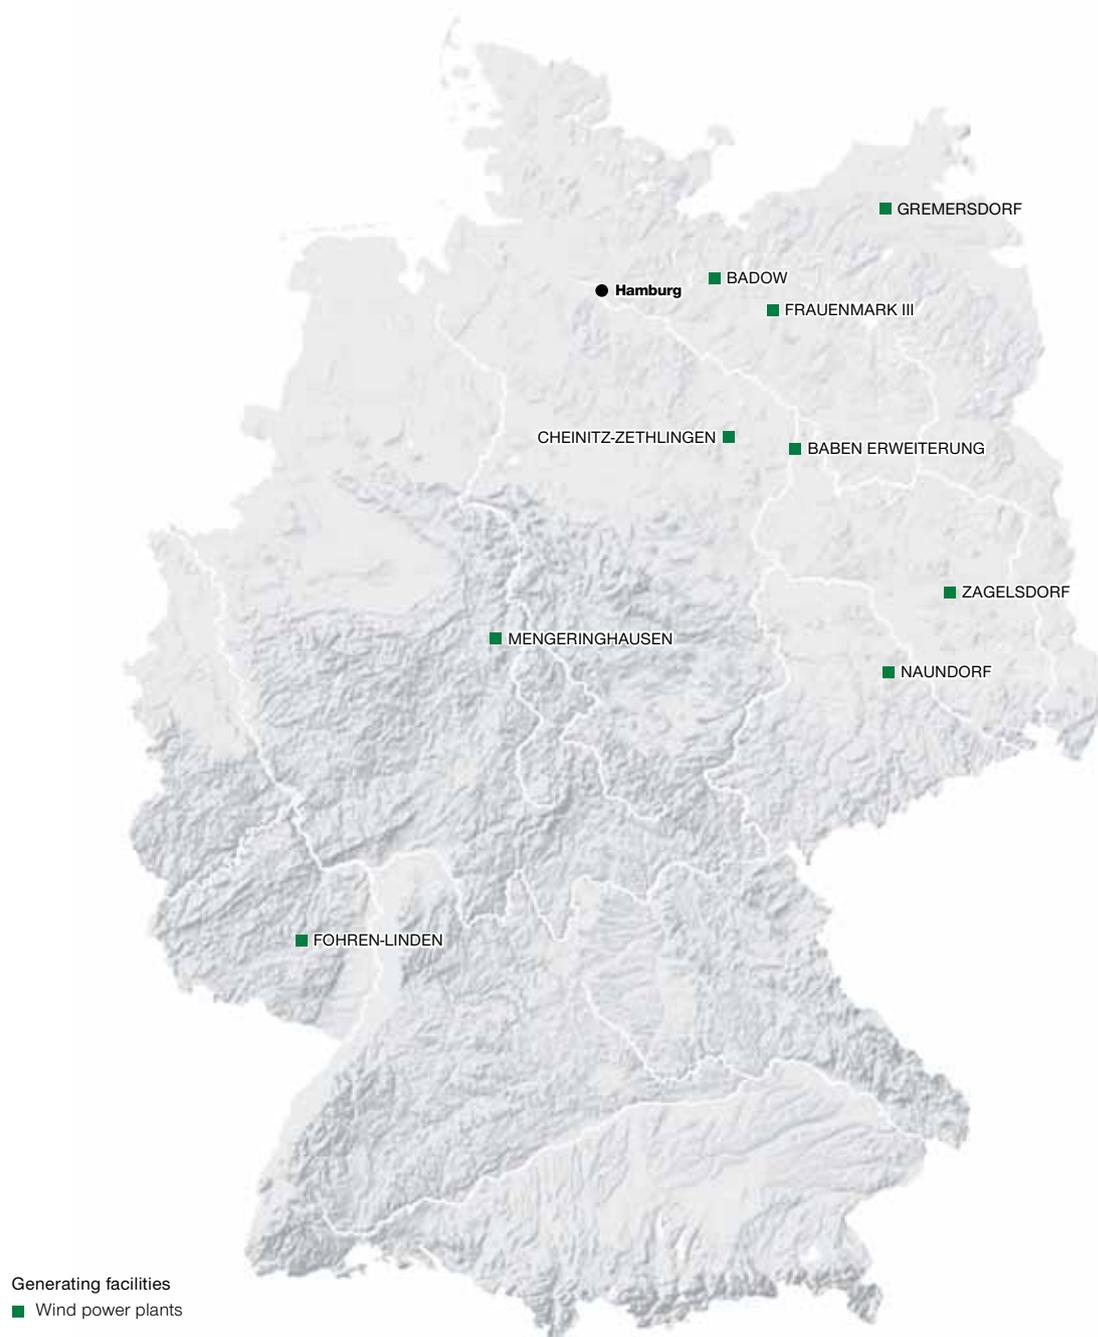 GREMERSDORF
BADOW
Hamburg
FRAUENMARK III
CHEINITZ-ZETHLINGEN
BABEN ERWEITERUNG
ZAGELSDORF
MENGERINGHAUSEN
NAUNDORF
FOHREN-LINDEN
Generating facilities
Wind power plants